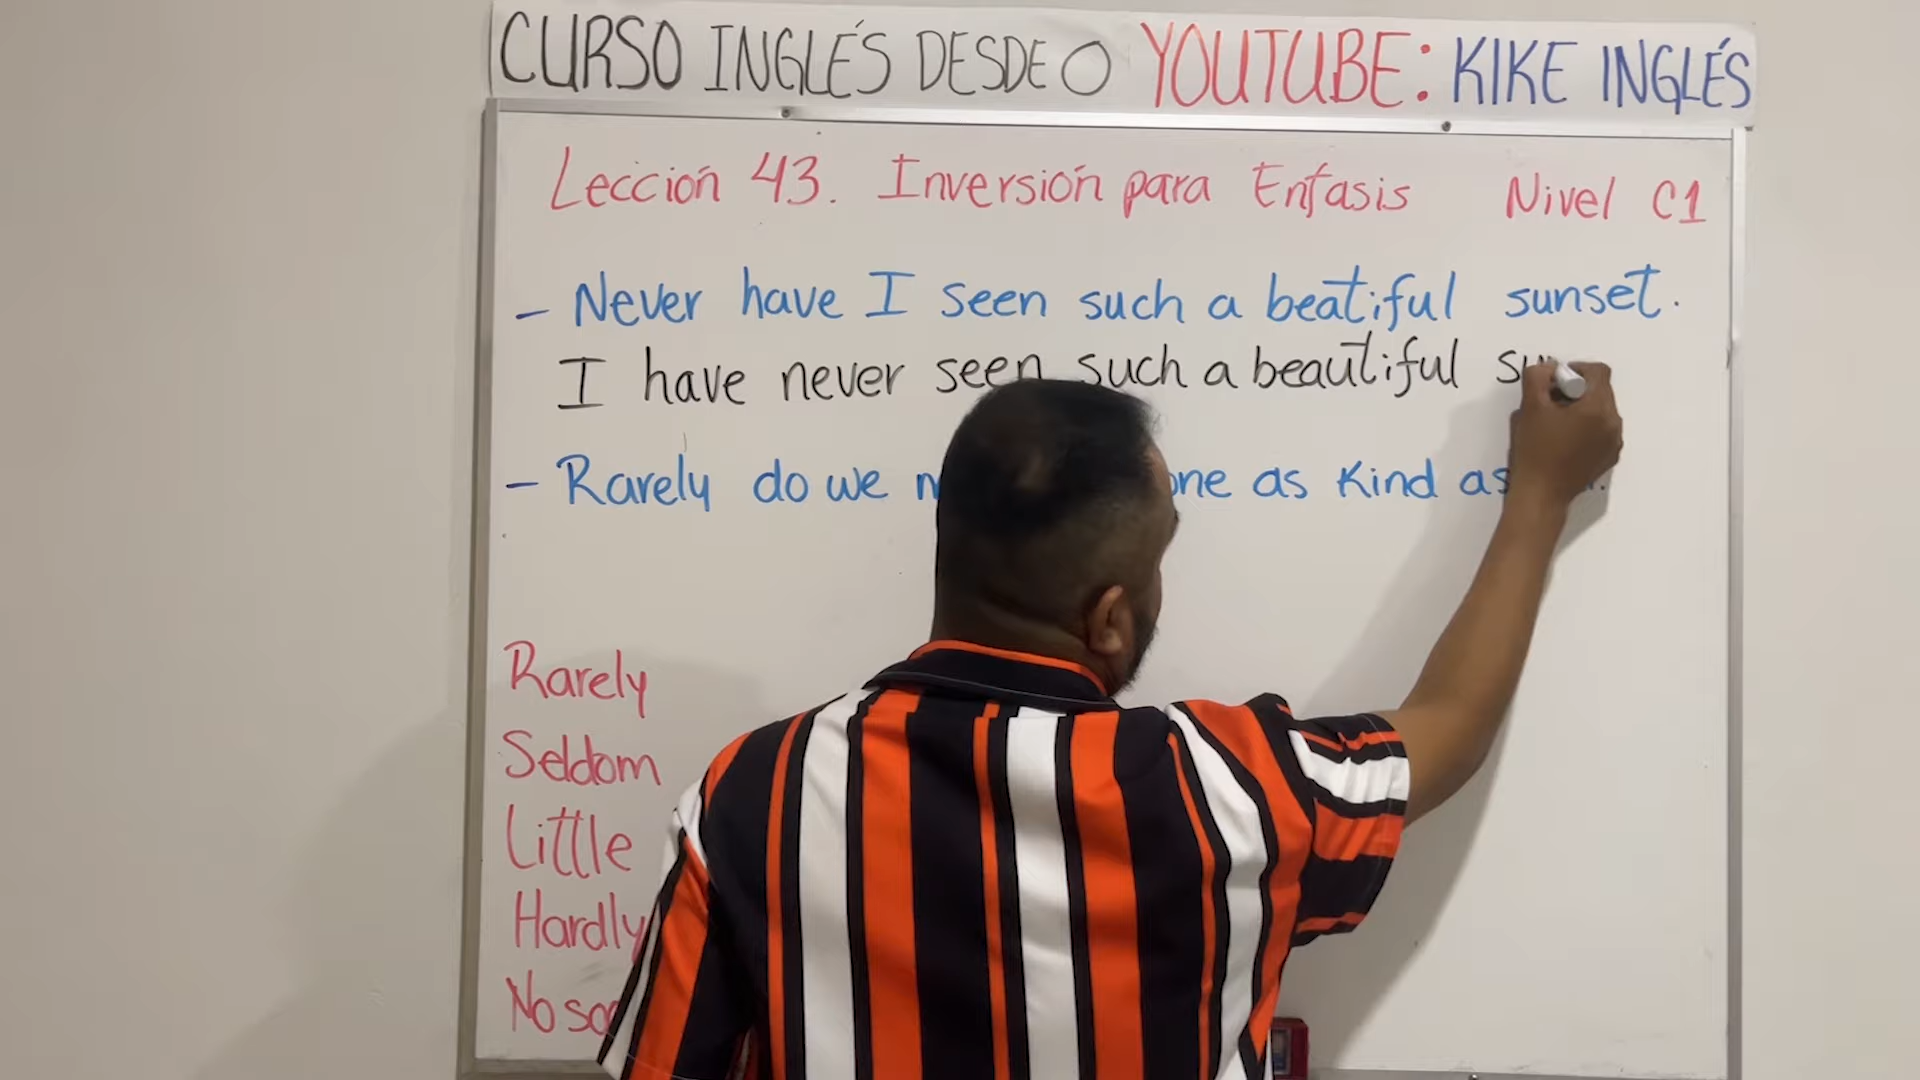 CURSO INGLÉS DESDE 0 YOUTUBE: KIKE INGLÉS
Lección 43. Inversión para Enfasis Nivel C1
- Never have I seen such a beatiful sunset.
I have never seen such a beautiful
- Rarely do we as kind as
Rarely
Seldom
Little
Hardly
No